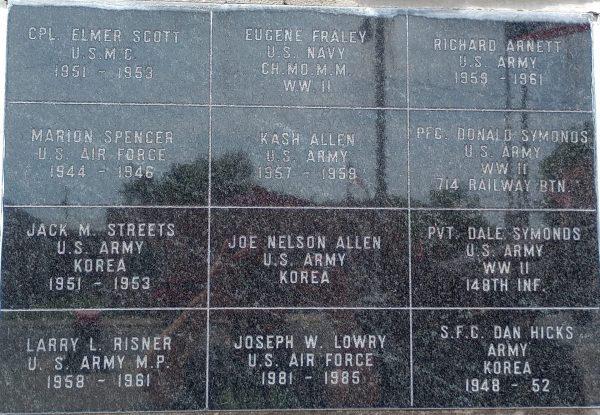 CPL. ELMER SCOTT
U.S.M.C.
1951 - 1953
EUGENE FRALEY
U.S. NAVY
CH.MO.M.M.
WW II
RICHARD ARNETT
U.S. ARMY
1959 - 1961
MARION SPENCER
U.S. AIR FORCE
1944 - 1946
KASH ALLEN
U.S. ARMY
1957 - 1959
PFC. DONALD SYMONDS
U.S. ARMY
WW II
714 RAILWAY BTN.
JACK M. STREETS
U.S. ARMY
KOREA
1951 - 1953
JOE NELSON ALLEN
U.S. ARMY
KOREA
PVT. DALE SYMONDS
U.S. ARMY
WW II
148TH INF.
LARRY L. RISNER
U. S. ARMY M.P.
1958 - 1961
JOSEPH W. LOWRY
U.S. AIR FORCE
1981 - 1985
S.F.C. DAN HICKS
ARMY
KOREA
1948 - 52